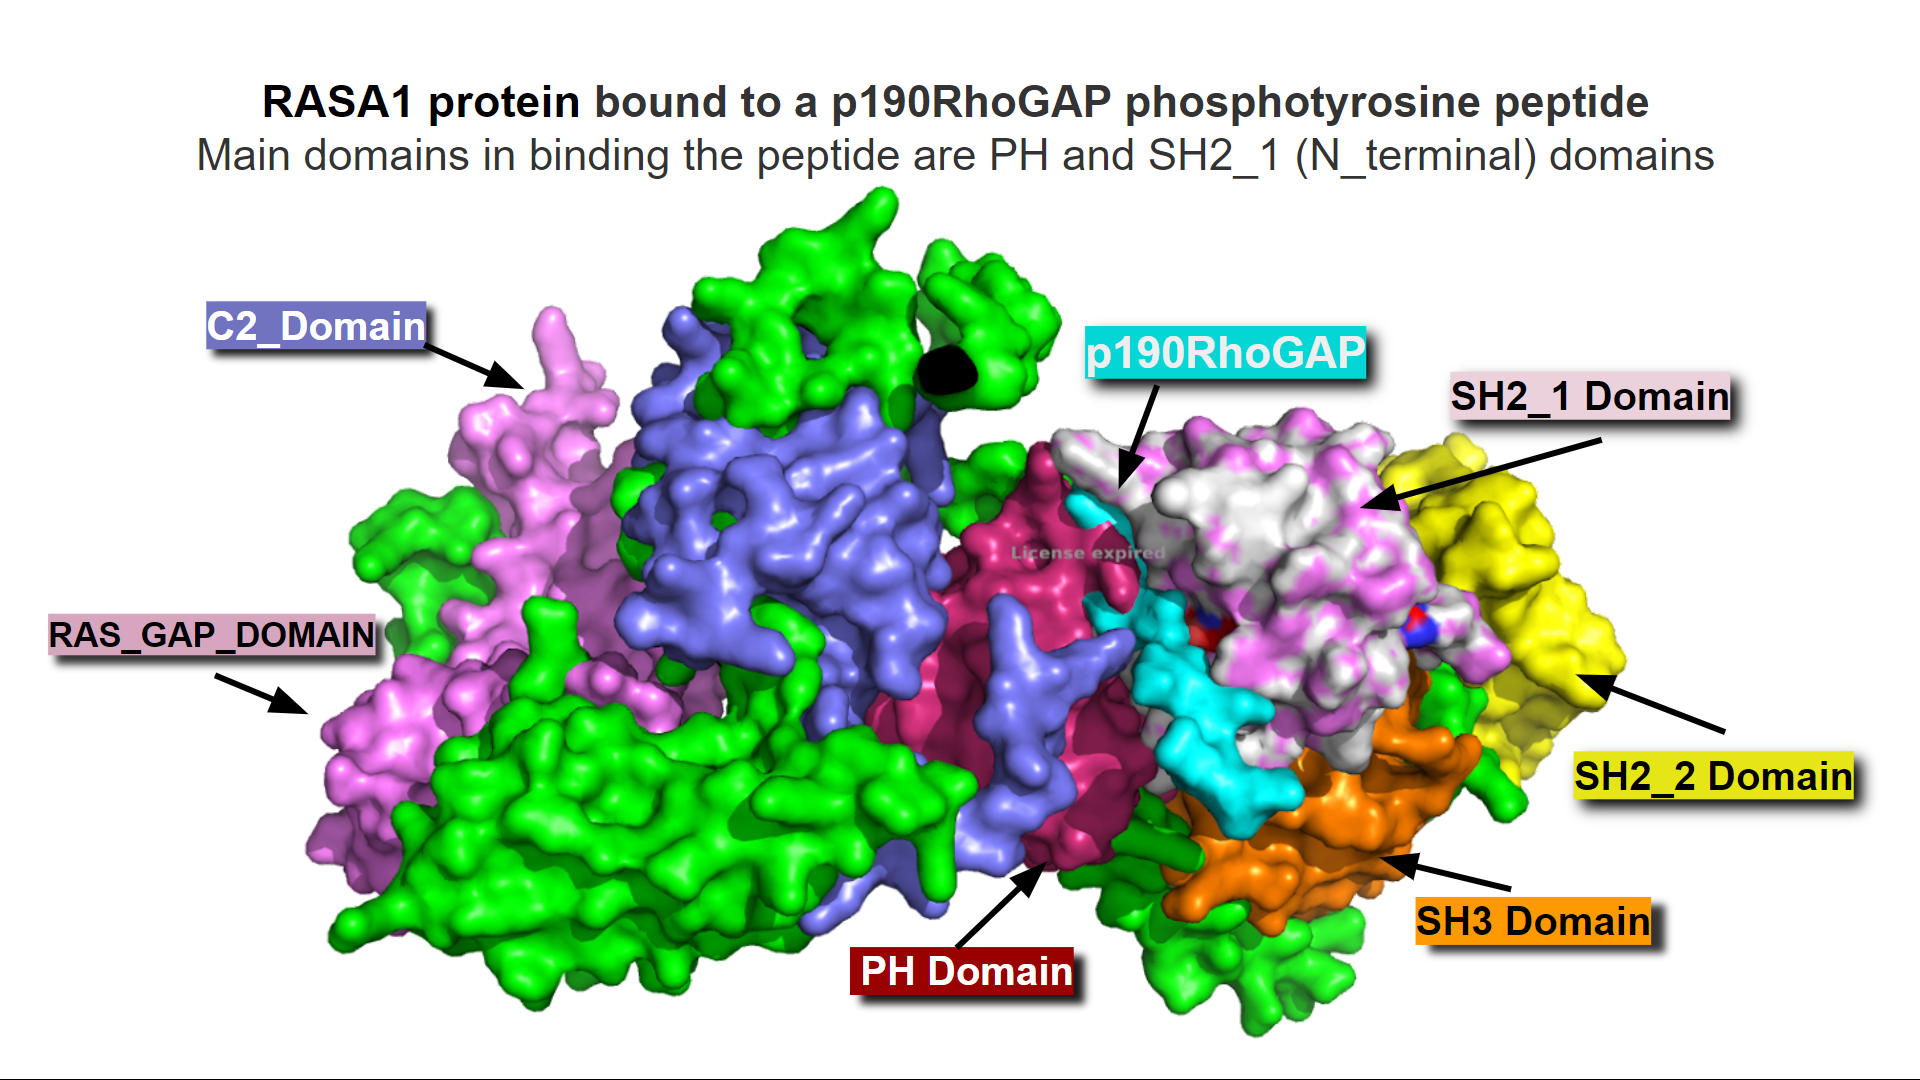 RASA1 protein bound to a p190RhoGAP phosphotyrosine peptide
Main domains in binding the peptide are PH and SH2_1 (N_terminal) domains
C2_Domain
p190RhoGAP
SH2_1 Domain
License expired
RAS_GAP_DOMAIN
SH2_2 Domain
SH3 Domain
PH Domain